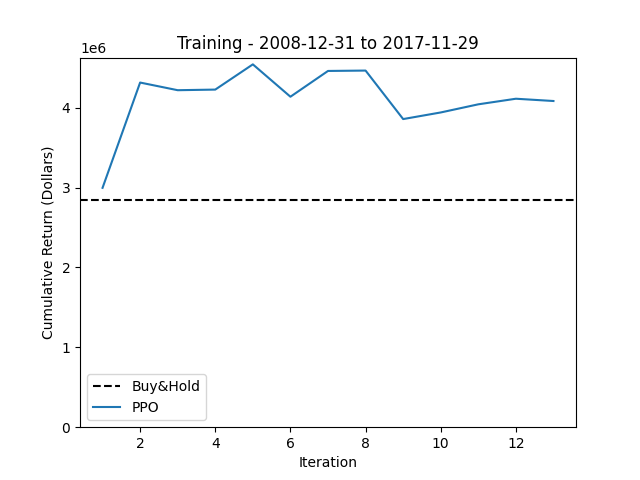 Training - 2008-12-31 to 2017-11-29
1e6
4
3
2
1
0
Cumulative Return (Dollars)
Buy&Hold
PPO
2 4 6 8 10 12
Iteration